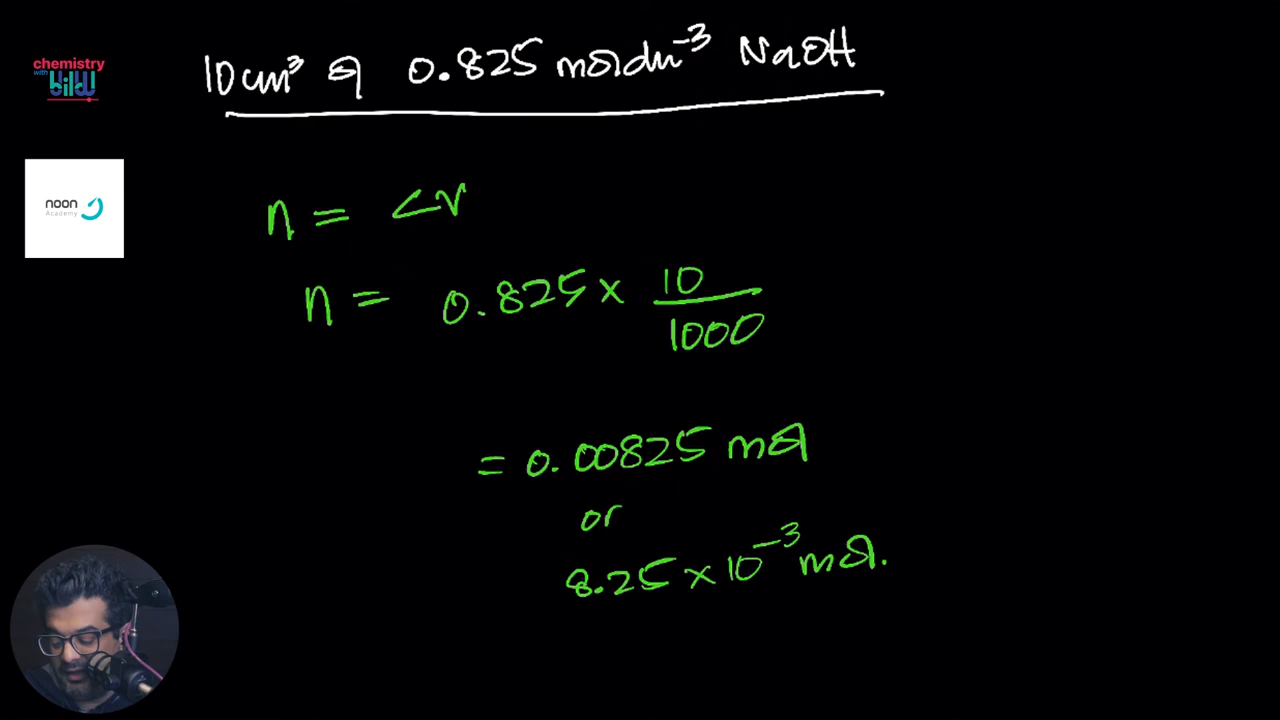 10cm³ of 0.825 moldm⁻³ NaOH
chemistry
with
bilal
noon
Academy
n = cv
n = 0.825 × 10/1000
= 0.00825 mol
or
8.25 × 10⁻³ mol.